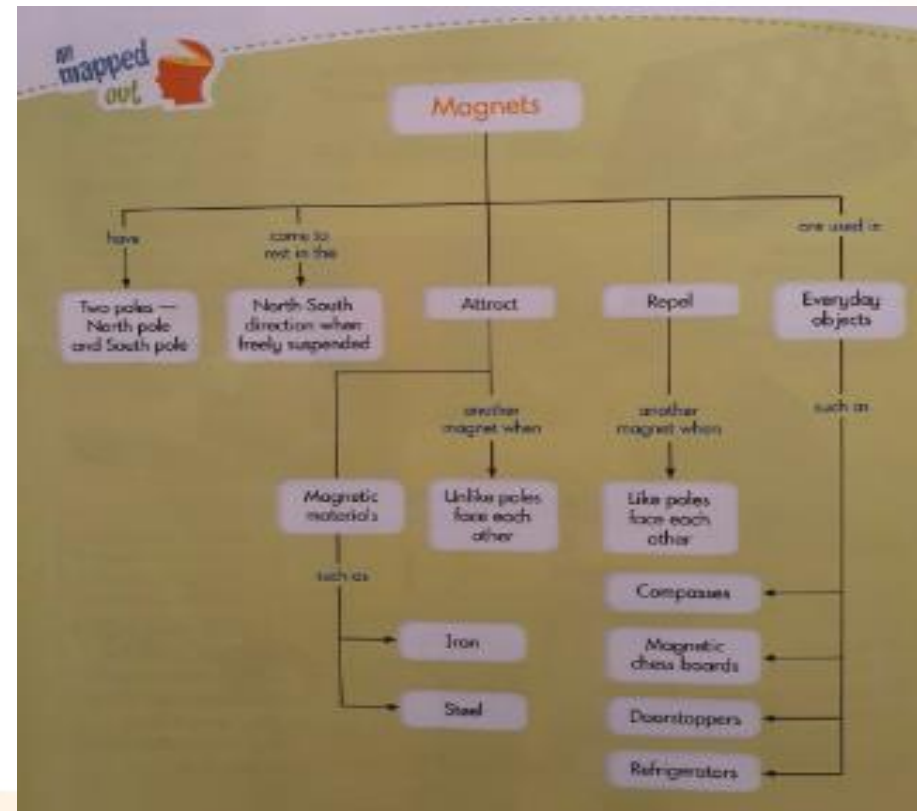 all
mapped
out
Magnets
have
come to
rest in the
are used in
Two poles —
North pole
and South pole
North-South
direction when
freely suspended
Attract
Repel
Everyday
objects
another
magnet when
another
magnet when
such as
Magnetic
materials
Unlike poles
face each
other
Like poles
face each
other
such as
Compasses
Iron
Magnetic
chess boards
Steel
Doorstoppers
Refrigerators